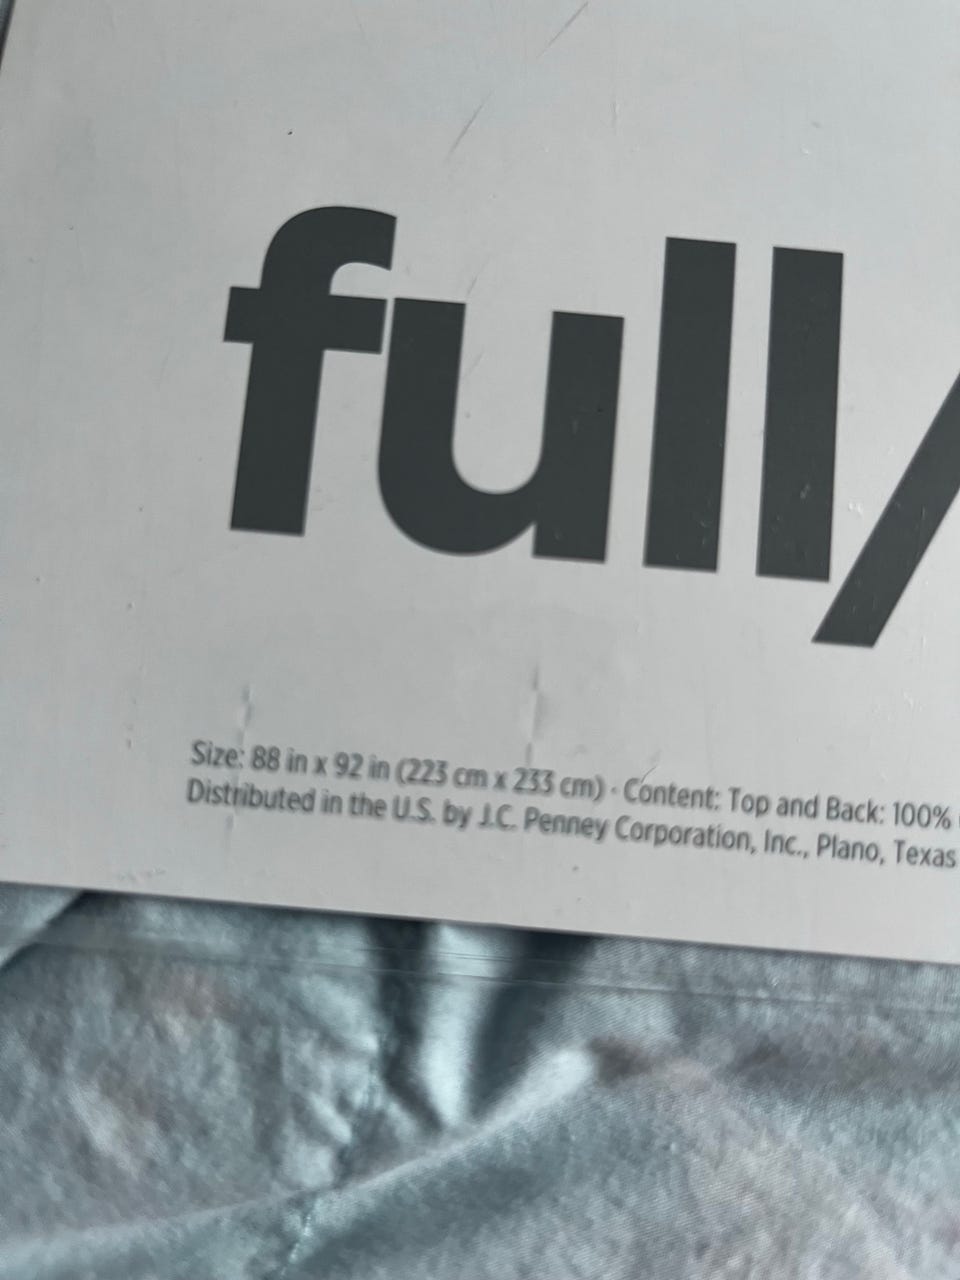 full/
Size: 88 in x 92 in (223 cm x 233 cm) · Content: Top and Back: 100%
Distributed in the U.S. by J.C. Penney Corporation, Inc., Plano, Texas